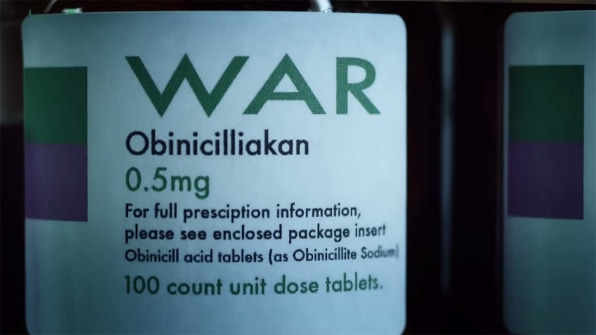 WAR
Obinicilliakan
0.5mg
For full presciption information,
please see enclosed package insert
Obinicill acid tablets (as Obinicillite Sodium)
100 count unit dose tablets.